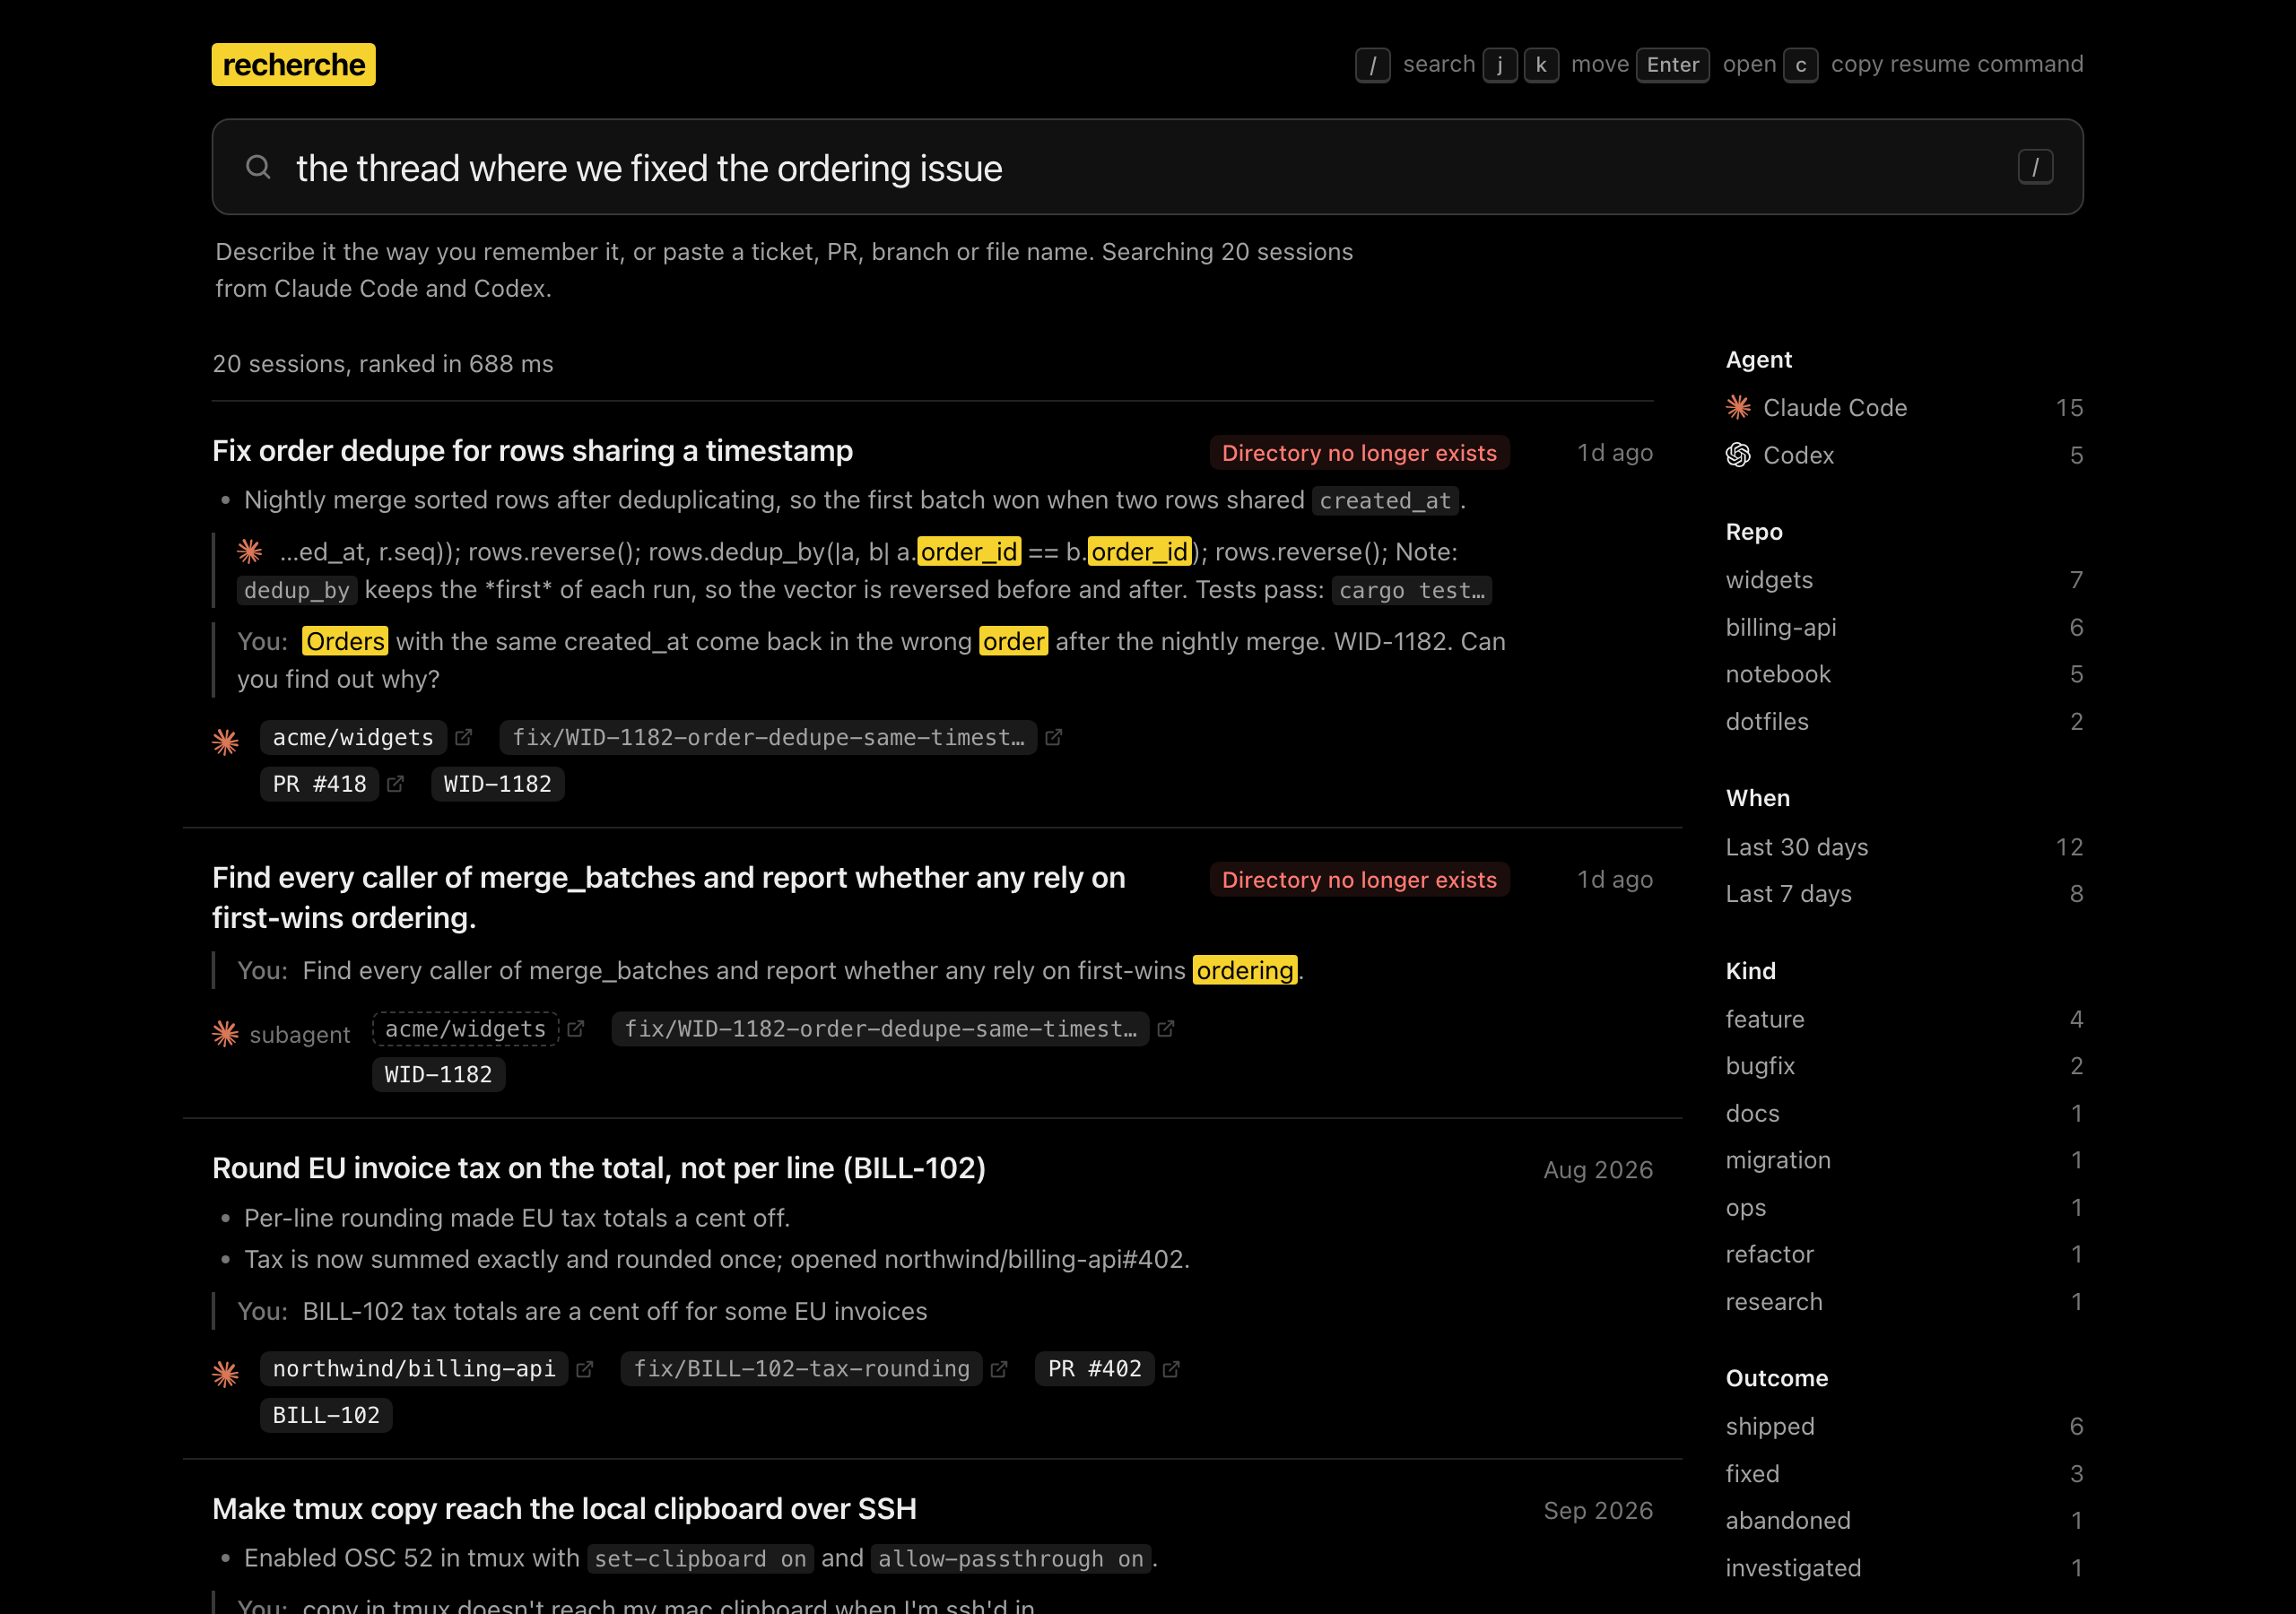 recherche
/ search j k move Enter open c copy resume command
the thread where we fixed the ordering issue /
Describe it the way you remember it, or paste a ticket, PR, branch or file name. Searching 20 sessions
from Claude Code and Codex.
20 sessions, ranked in 688 ms
Fix order dedupe for rows sharing a timestamp Directory no longer exists 1d ago
• Nightly merge sorted rows after deduplicating, so the first batch won when two rows shared created_at.
...ed_at, r.seq)); rows.reverse(); rows.dedup_by(|a, b| a.order_id == b.order_id); rows.reverse(); Note:
dedup_by keeps the *first* of each run, so the vector is reversed before and after. Tests pass: cargo test…
You: Orders with the same created_at come back in the wrong order after the nightly merge. WID-1182. Can
you find out why?
acme/widgets fix/WID-1182-order-dedupe-same-timest…
PR #418 WID-1182
Find every caller of merge_batches and report whether any rely on Directory no longer exists 1d ago
first-wins ordering.
You: Find every caller of merge_batches and report whether any rely on first-wins ordering.
subagent acme/widgets fix/WID-1182-order-dedupe-same-timest…
WID-1182
Round EU invoice tax on the total, not per line (BILL-102) Aug 2026
• Per-line rounding made EU tax totals a cent off.
• Tax is now summed exactly and rounded once; opened northwind/billing-api#402.
You: BILL-102 tax totals are a cent off for some EU invoices
northwind/billing-api fix/BILL-102-tax-rounding PR #402
BILL-102
Make tmux copy reach the local clipboard over SSH Sep 2026
• Enabled OSC 52 in tmux with set-clipboard on and allow-passthrough on.
You: copy in tmux doesn't reach my mac clipboard when I'm ssh'd in
Agent
Claude Code 15
Codex 5
Repo
widgets 7
billing-api 6
notebook 5
dotfiles 2
When
Last 30 days 12
Last 7 days 8
Kind
feature 4
bugfix 2
docs 1
migration 1
ops 1
refactor 1
research 1
Outcome
shipped 6
fixed 3
abandoned 1
investigated 1